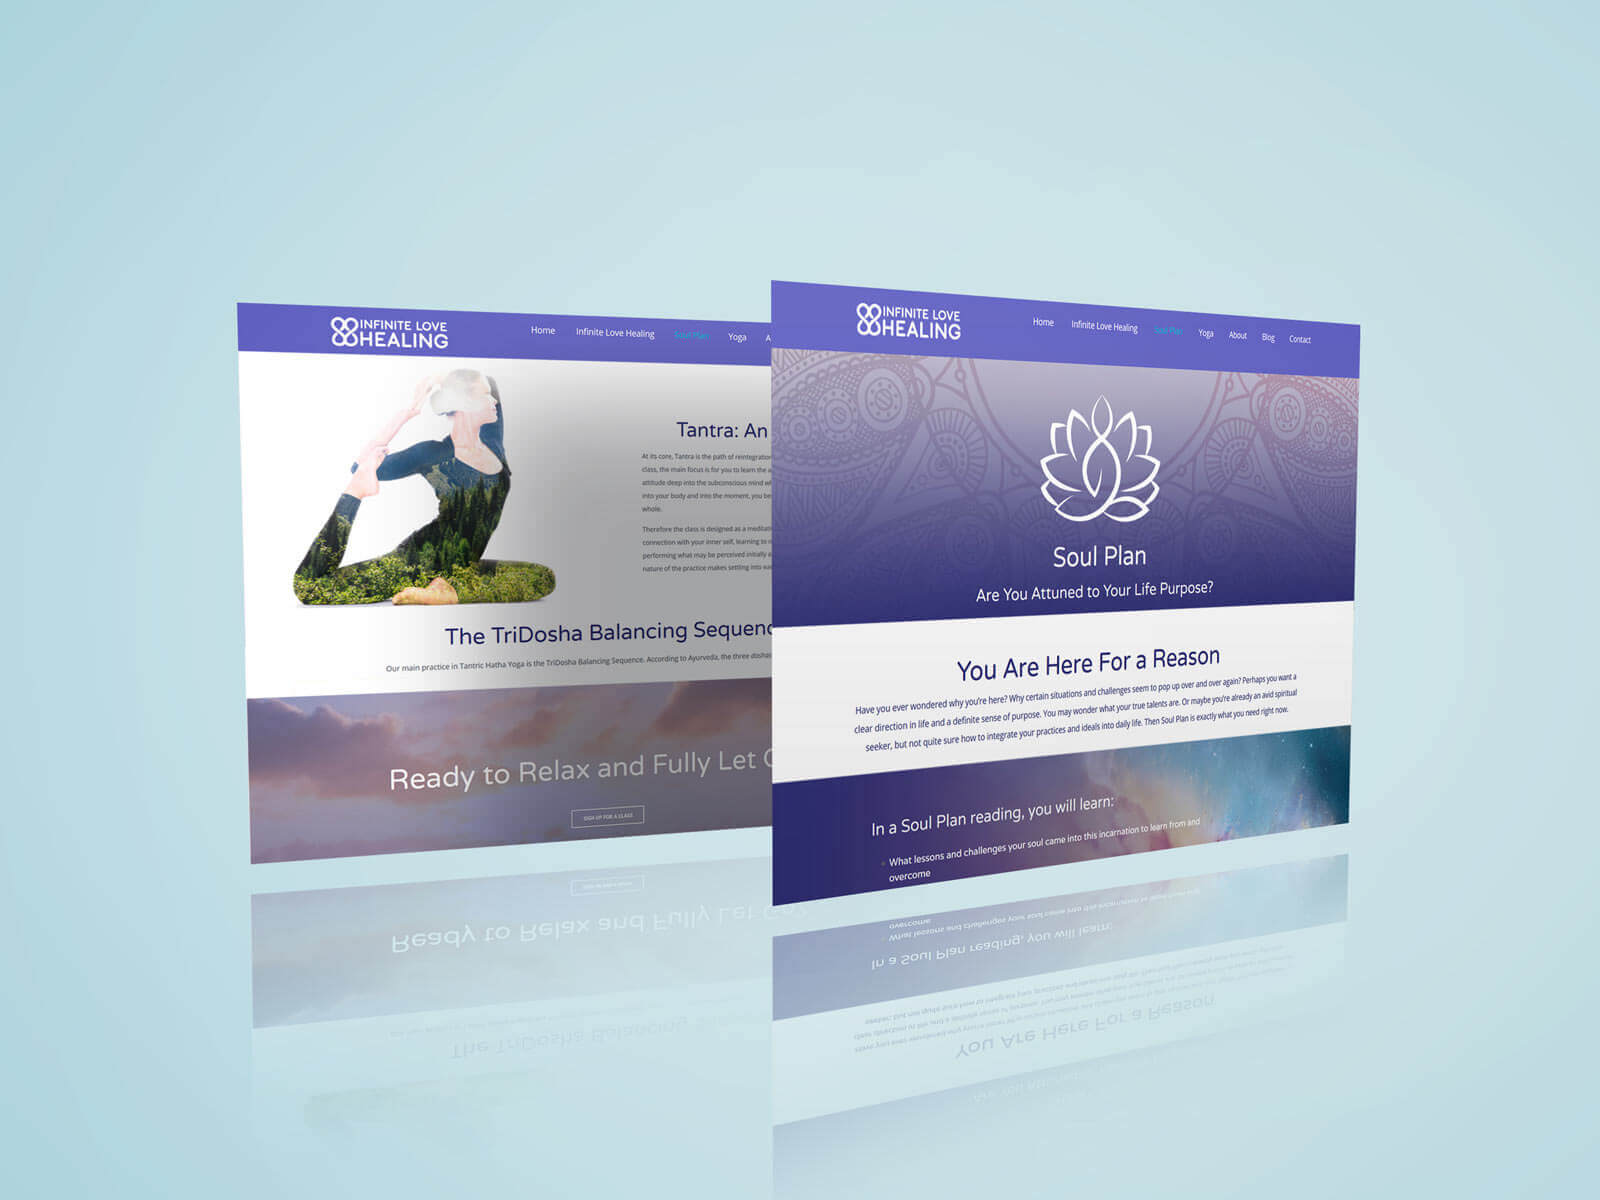 INFINITE LOVE
HEALING
Home Infinite Love Healing Soul Plan Yoga A
Tantra: An
At its core, Tantra is the path of reintegration
class, the main focus is for you to learn the a
attitude deep into the subconscious mind w
into your body and into the moment, you be
whole.
Therefore the class is designed as a meditati
connection with your inner self, learning to
performing what may be perceived initially a
nature of the practice makes settling into ea
The TriDosha Balancing Sequenc
Our main practice in Tantric Hatha Yoga is the TriDosha Balancing Sequence. According to Ayurveda, the three doshas
Ready to Relax and Fully Let G
SIGN UP FOR A CLASS
INFINITE LOVE
HEALING
Home Infinite Love Healing Soul Plan Yoga About Blog Contact
Soul Plan
Are You Attuned to Your Life Purpose?
You Are Here For a Reason
Have you ever wondered why you're here? Why certain situations and challenges seem to pop up over and over again? Perhaps you want a
clear direction in life and a definite sense of purpose. You may wonder what your true talents are. Or maybe you're already an avid spiritual
seeker, but not quite sure how to integrate your practices and ideals into daily life. Then Soul Plan is exactly what you need right now.
In a Soul Plan reading, you will learn:
What lessons and challenges your soul came into this incarnation to learn from and
overcome